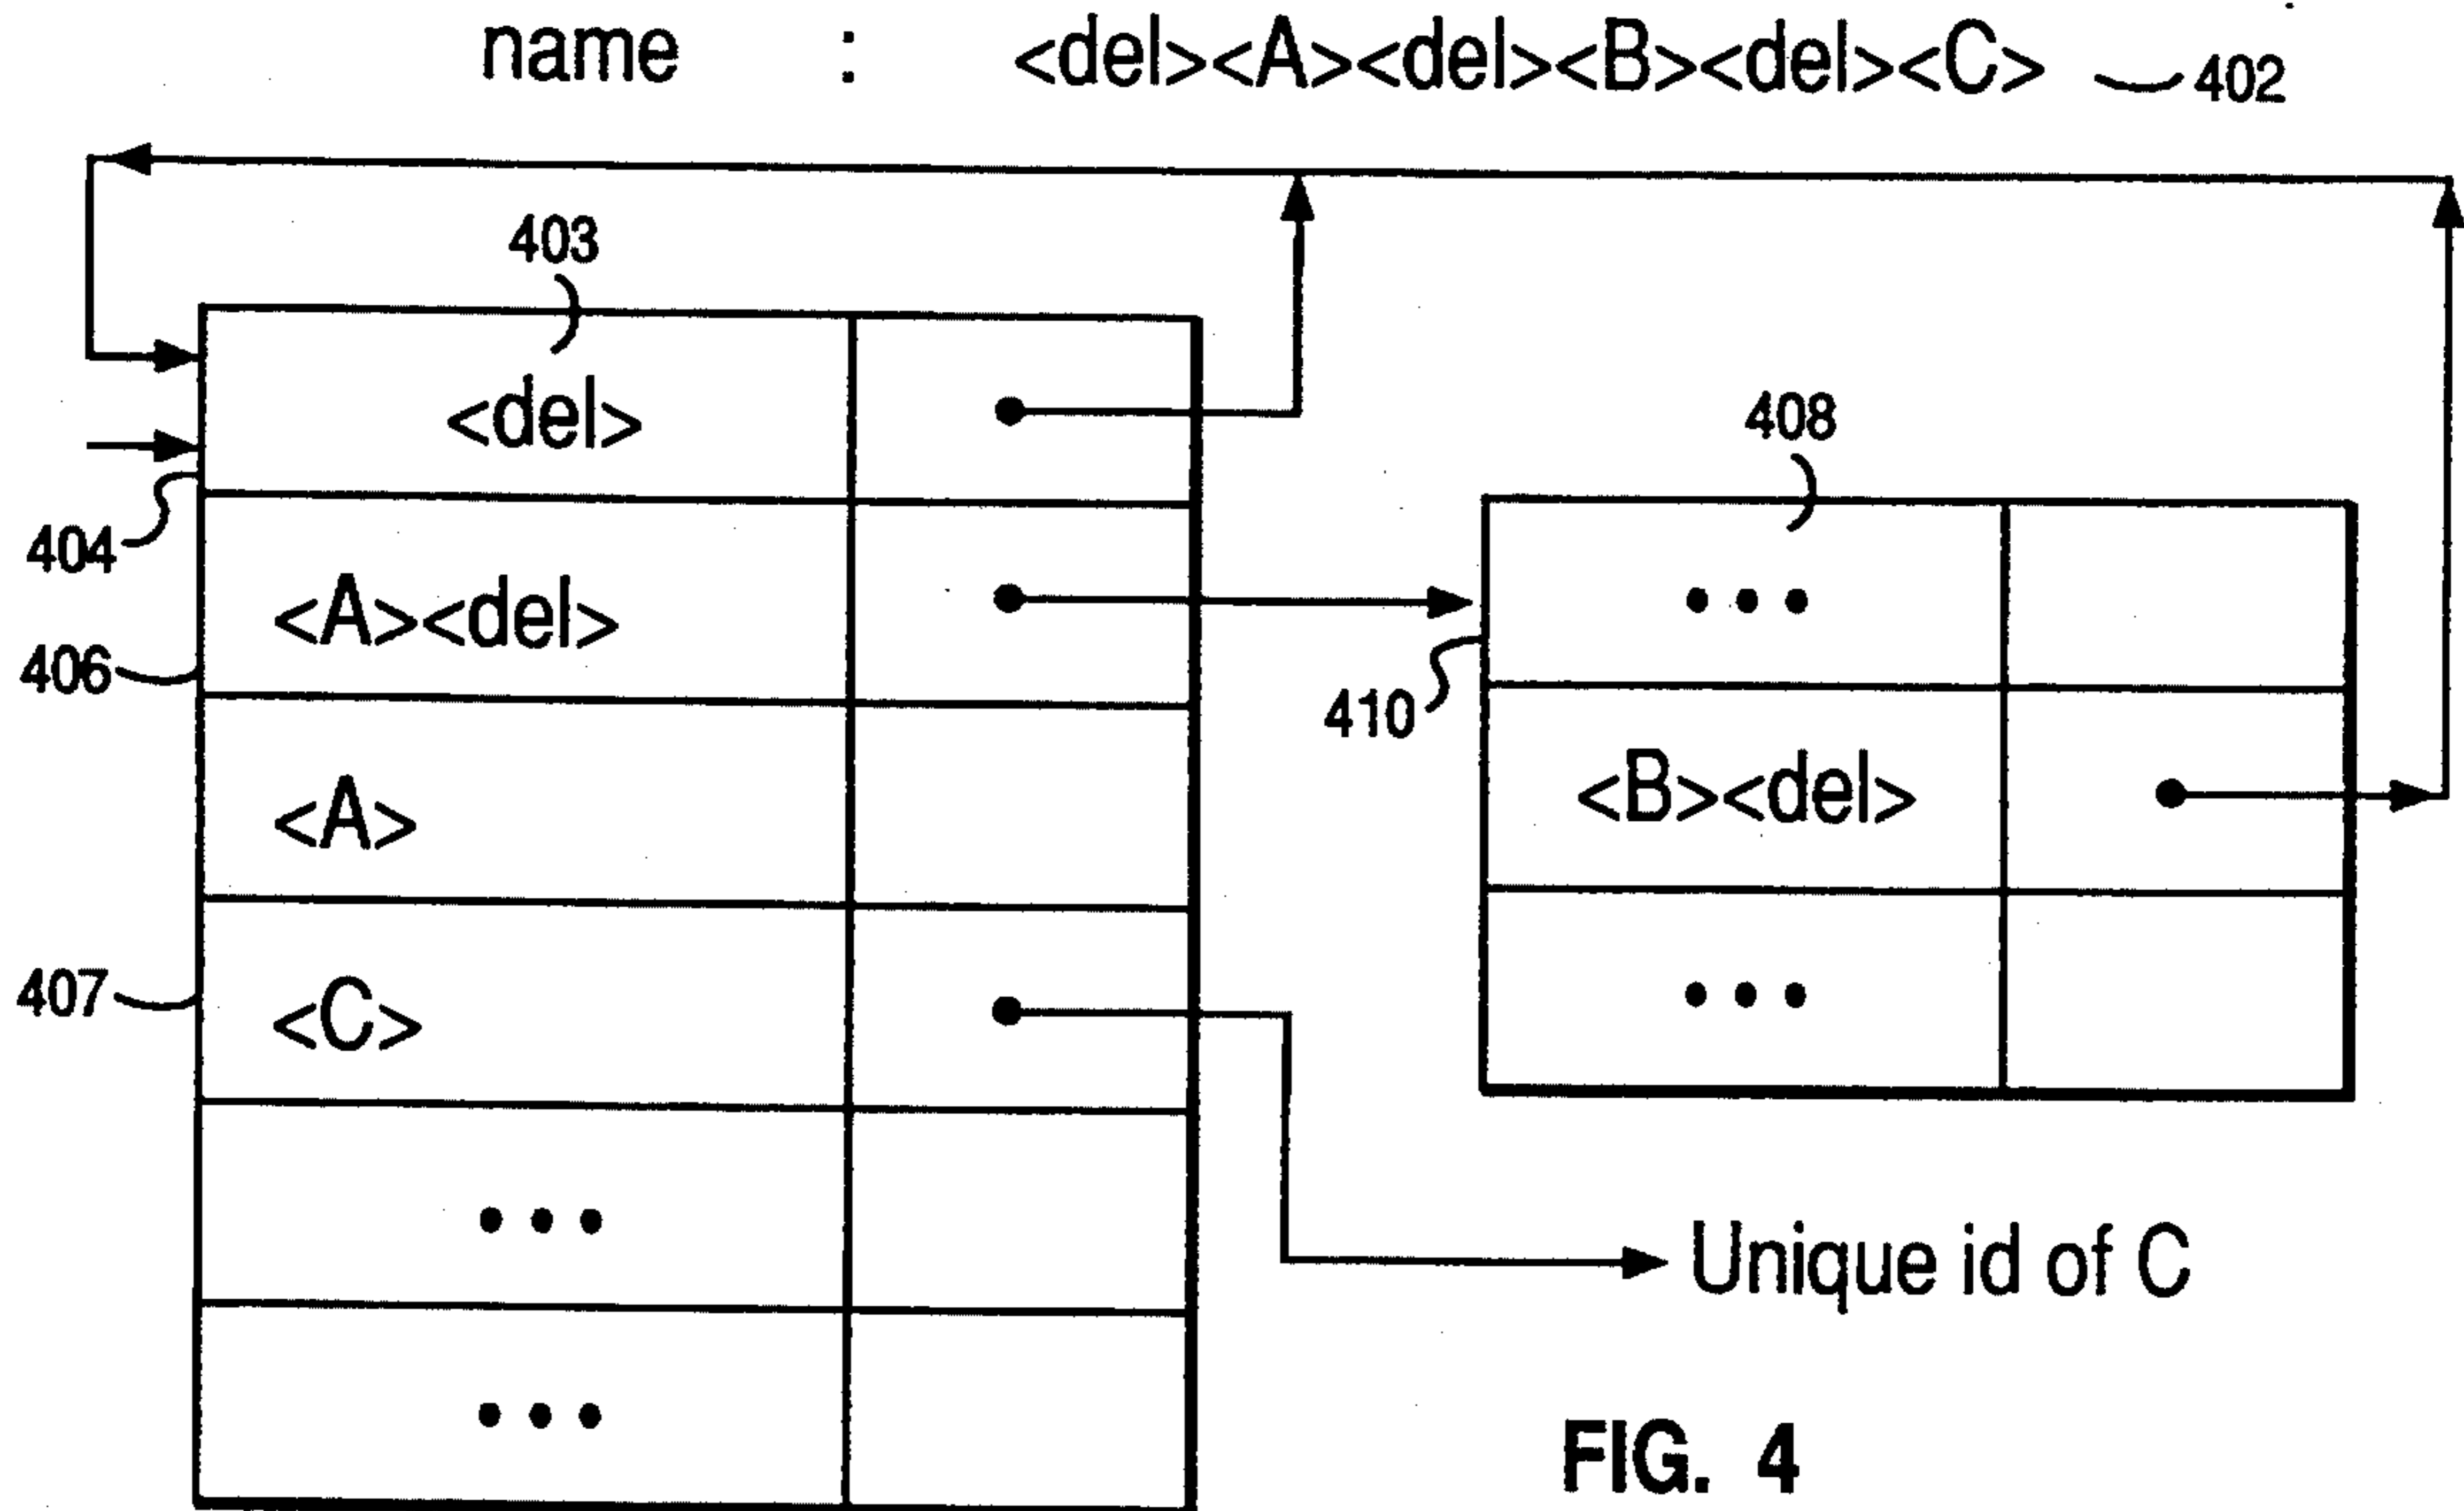 name : <del><A><del><B><del><C> 402
403
<del>
404
408
<A><del>
• • •
406
410
<A>
<B><del>
407
<C>
• • •
• • •
Unique id of C
• • •
FIG. 4